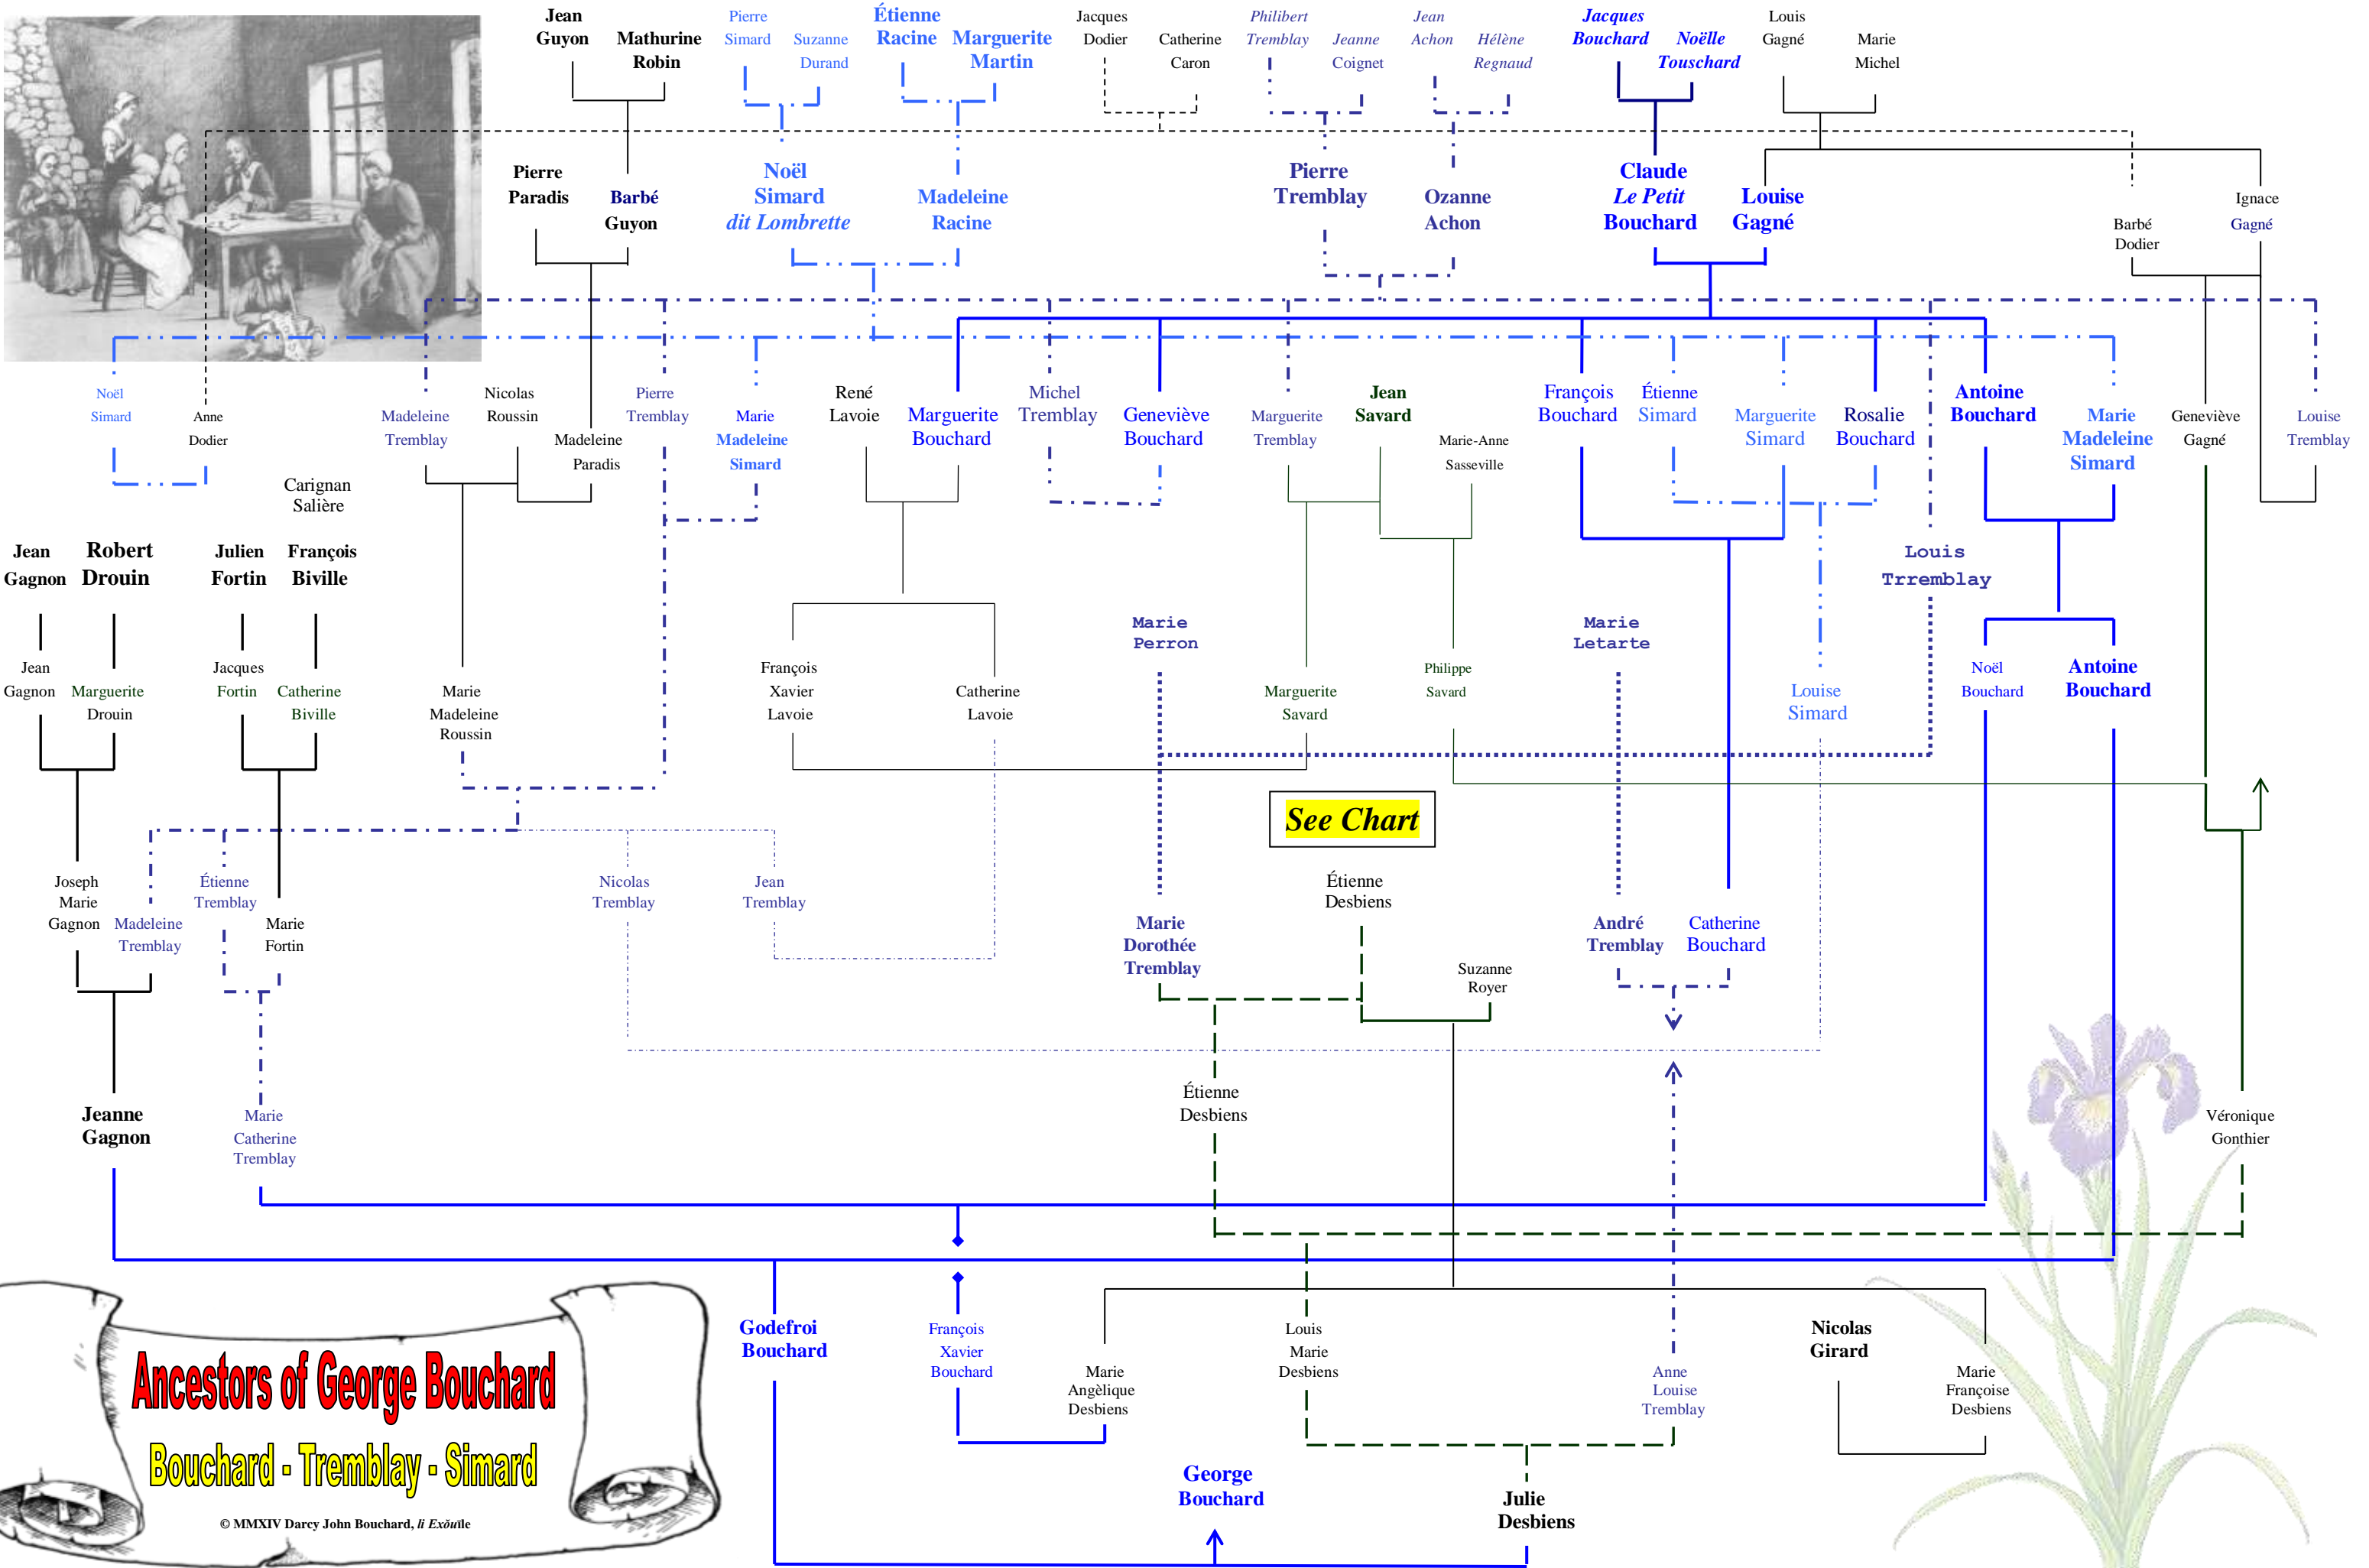 Jean
Guyon
Mathurine
Robin
Pierre
Simard
Suzanne
Durand
Étienne
Racine
Marguerite
Martin
Jacques
Dodier
Catherine
Caron
Philibert
Tremblay
Jeanne
Coignet
Jean
Achon
Hélène
Regnaud
Jacques
Bouchard
Noëlle
Touschard
Louis
Gagné
Marie
Michel
Pierre
Paradis
Barbé
Guyon
Noël
Simard
dit Lombrette
Madeleine
Racine
Pierre
Tremblay
Ozanne
Achon
Claude
Le Petit
Bouchard
Louise
Gagné
Barbé
Dodier
Ignace
Gagné
Noël
Simard
Anne
Dodier
Madeleine
Tremblay
Nicolas
Roussin
Madeleine
Paradis
Pierre
Tremblay
Marie
Madeleine
Simard
René
Lavoie
Marguerite
Bouchard
Michel
Tremblay
Geneviève
Bouchard
Marguerite
Tremblay
Jean
Savard
Marie-Anne
Sasseville
François
Bouchard
Étienne
Simard
Marguerite
Simard
Rosalie
Bouchard
Antoine
Bouchard
Marie
Madeleine
Simard
Geneviève
Gagné
Louise
Tremblay
Carignan
Salière
Jean
Gagnon
Robert
Drouin
Julien
Fortin
François
Biville
Louis
Trremblay
Marie
Perron
Marie
Letarte
Jean
Gagnon
Marguerite
Drouin
Jacques
Fortin
Catherine
Biville
Marie
Madeleine
Roussin
François
Xavier
Lavoie
Catherine
Lavoie
Marguerite
Savard
Philippe
Savard
Louise
Simard
Noël
Bouchard
Antoine
Bouchard
See Chart
Joseph
Marie
Gagnon
Madeleine
Tremblay
Étienne
Tremblay
Marie
Fortin
Nicolas
Tremblay
Jean
Tremblay
Marie
Dorothée
Tremblay
Étienne
Desbiens
Suzanne
Royer
André
Tremblay
Catherine
Bouchard
Jeanne
Gagnon
Marie
Catherine
Tremblay
Étienne
Desbiens
Véronique
Gonthier
Godefroi
Bouchard
François
Xavier
Bouchard
Marie
Angèlique
Desbiens
Louis
Marie
Desbiens
Anne
Louise
Tremblay
Nicolas
Girard
Marie
Françoise
Desbiens
George
Bouchard
Julie
Desbiens
Ancestors of George Bouchard
Bouchard - Tremblay - Simard
© MMXIV Darcy John Bouchard, li Exŏuīle